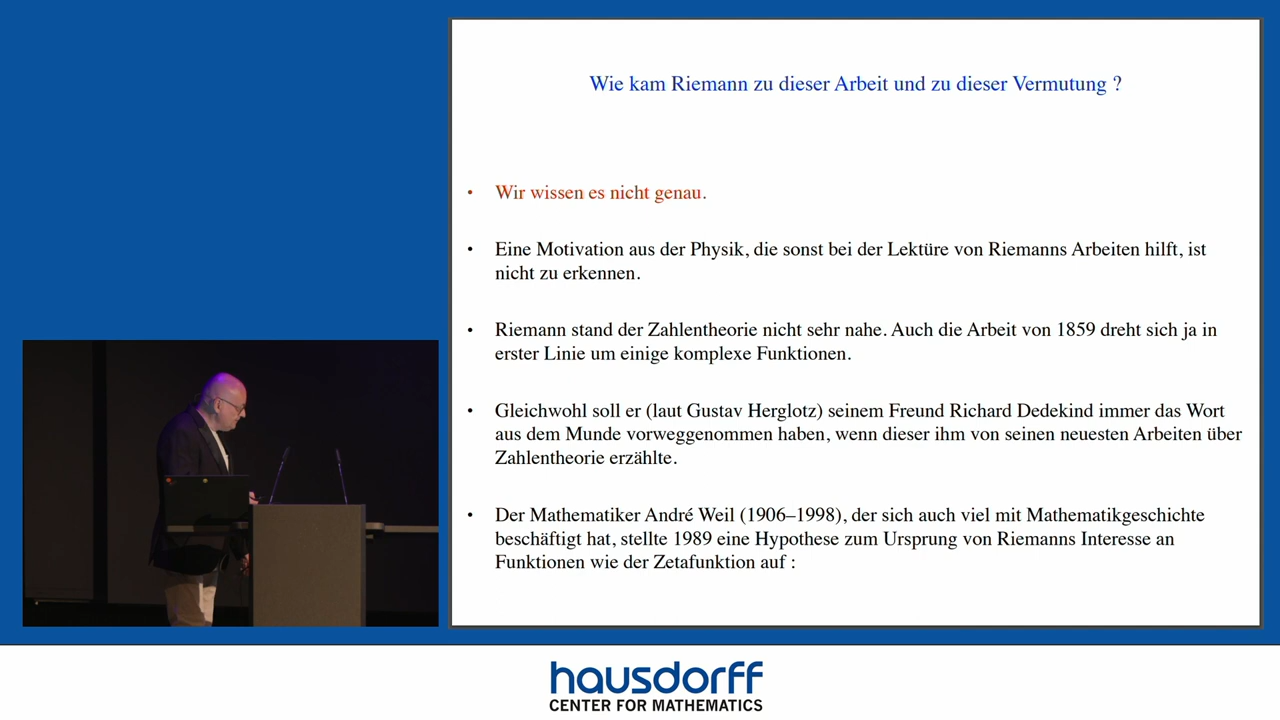 Wie kam Riemann zu dieser Arbeit und zu dieser Vermutung ?
• Wir wissen es nicht genau.
• Eine Motivation aus der Physik, die sonst bei der Lektüre von Riemanns Arbeiten hilft, ist
nicht zu erkennen.
• Riemann stand der Zahlentheorie nicht sehr nahe. Auch die Arbeit von 1859 dreht sich ja in
erster Linie um einige komplexe Funktionen.
• Gleichwohl soll er (laut Gustav Herglotz) seinem Freund Richard Dedekind immer das Wort
aus dem Munde vorweggenommen haben, wenn dieser ihm von seinen neuesten Arbeiten über
Zahlentheorie erzählte.
• Der Mathematiker André Weil (1906–1998), der sich auch viel mit Mathematikgeschichte
beschäftigt hat, stellte 1989 eine Hypothese zum Ursprung von Riemanns Interesse an
Funktionen wie der Zetafunktion auf :
hausdorff
CENTER FOR MATHEMATICS